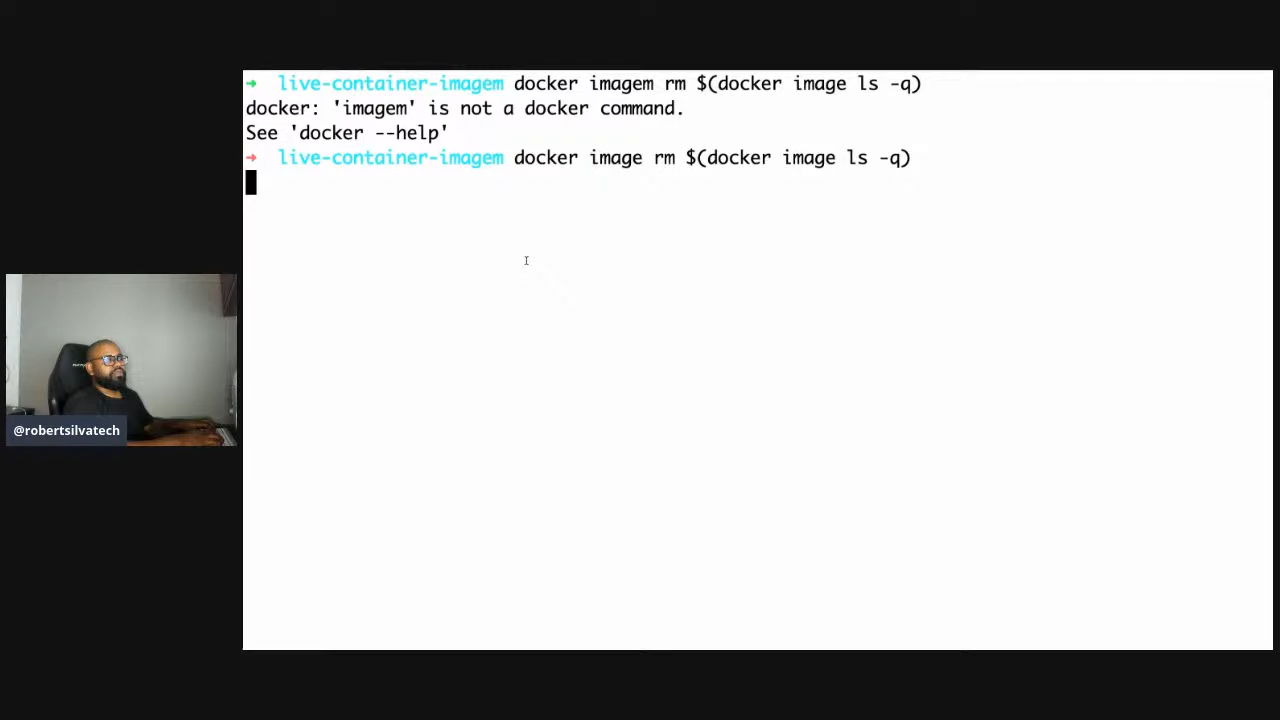 ➜ live-container-imagem docker imagem rm $(docker image ls -q)
docker: 'imagem' is not a docker command.
See 'docker --help'
➜ live-container-imagem docker image rm $(docker image ls -q)
@robertsilvatech